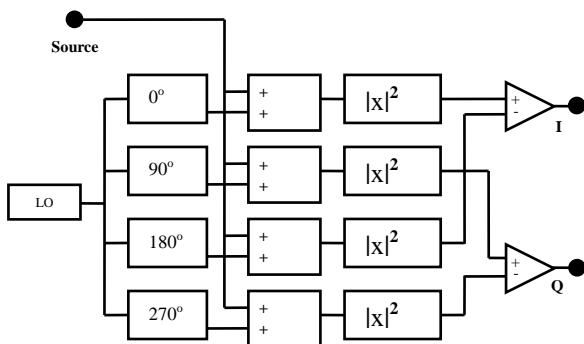 Source
0° + + |x|² + - I
90° + + |x|²
LO
180° + + |x|²
+ - Q
270° + + |x|²